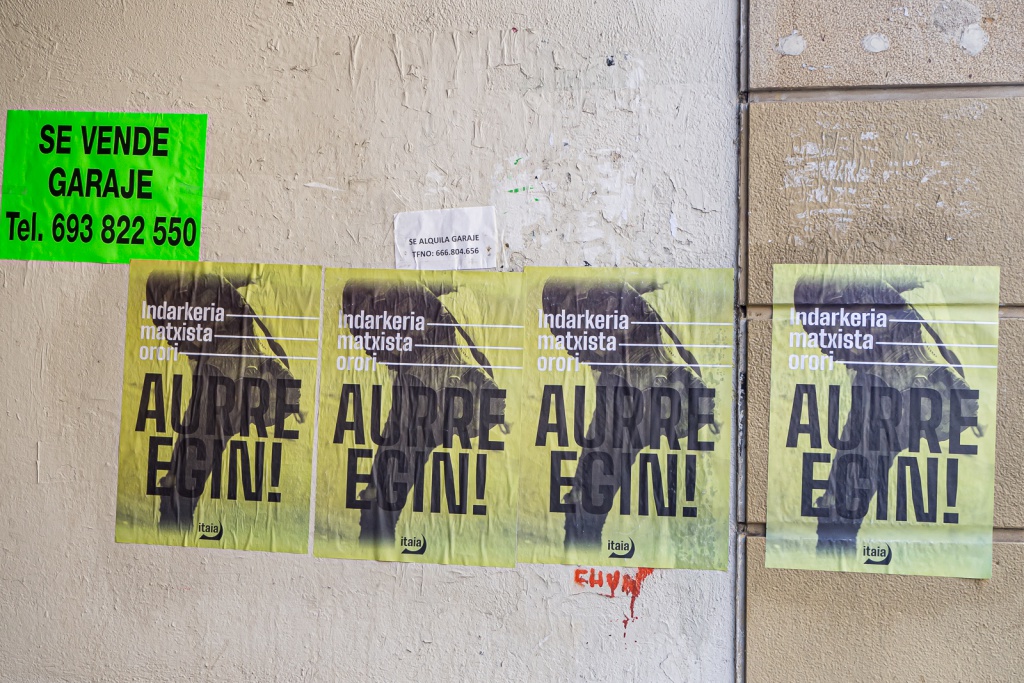 SE VENDE
GARAJE
Tel. 693 822 550
SE ALQUILA GARAJE
TFNO: 666.804.656
Indarkeria
matxista
orori
AURRE
EGIN!
itaia
Indarkeria
matxista
orori
AURRE
EGIN!
itaia
Indarkeria
matxista
orori
AURRE
EGIN!
itaia
Indarkeria
matxista
orori
AURRE
EGIN!
itaia